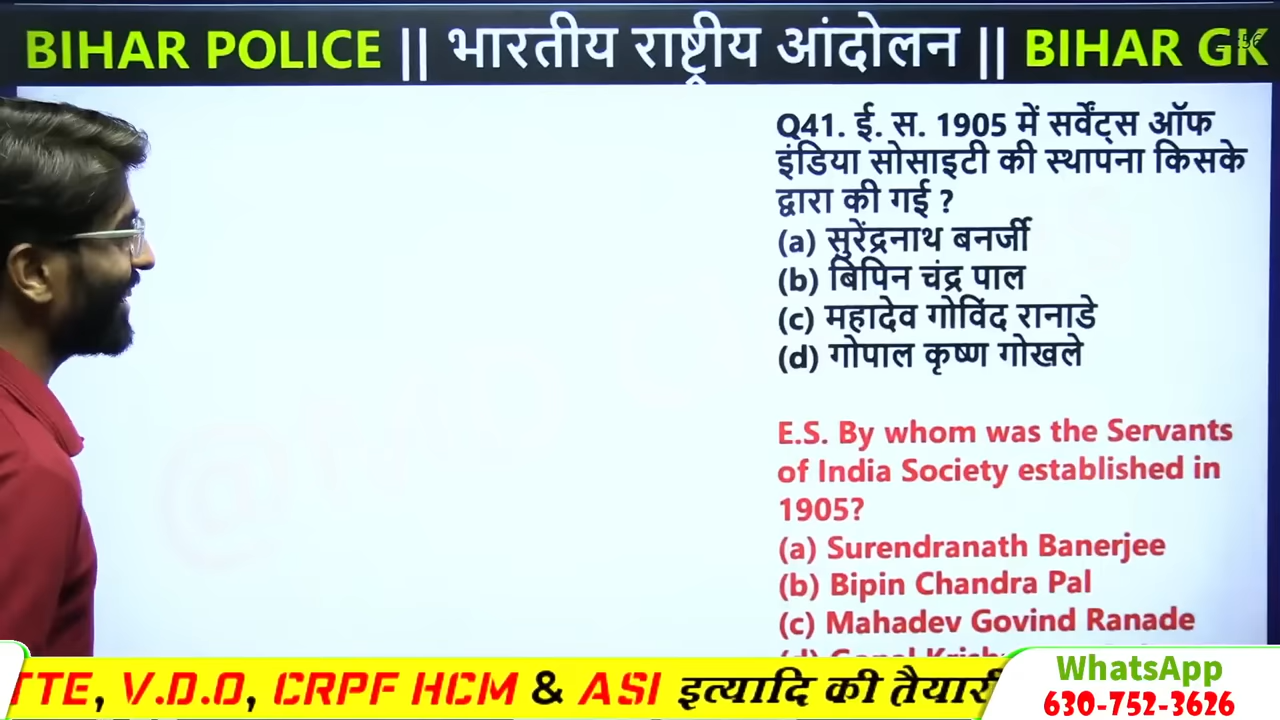 BIHAR POLICE || भारतीय राष्ट्रीय आंदोलन || BIHAR GK
Q41. ई. स. 1905 में सर्वेंट्स ऑफ
इंडिया सोसाइटी की स्थापना किसके
द्वारा की गई ?
(a) सुरेंद्रनाथ बनर्जी
(b) बिपिन चंद्र पाल
(c) महादेव गोविंद रानाडे
(d) गोपाल कृष्ण गोखले
E.S. By whom was the Servants
of India Society established in
1905?
(a) Surendranath Banerjee
(b) Bipin Chandra Pal
(c) Mahadev Govind Ranade
TTE, V.D.O, CRPF HCM & ASI इत्यादि की तैयारी
WhatsApp
630-752-3626